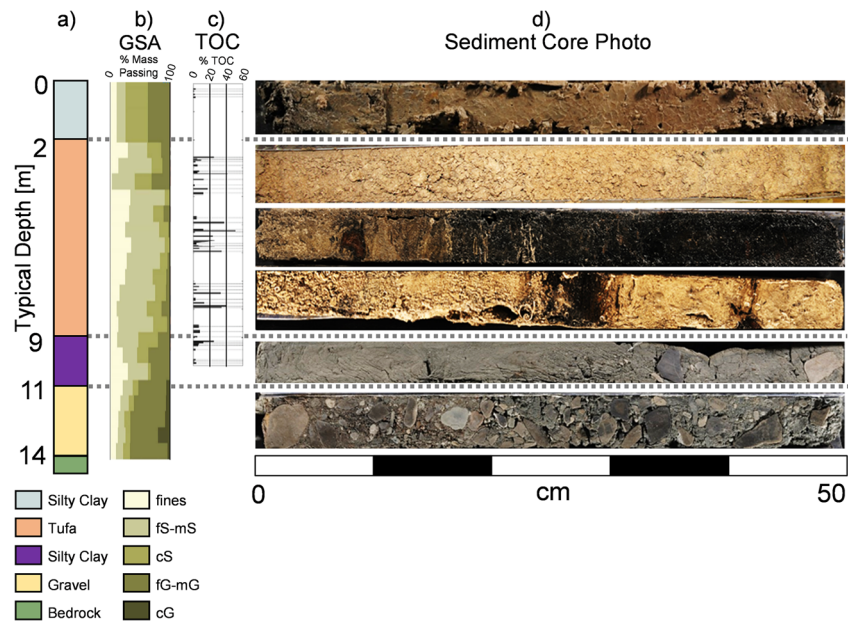 a)
b)
c)
d)
GSA
TOC
Sediment Core Photo
% Mass
Passing
% TOC
0
100
0
20
40
60
Typical Depth [m]
0
2
9
11
14
0
cm
50
Silty Clay
fines
Tufa
fS-mS
Silty Clay
cS
Gravel
fG-mG
Bedrock
cG